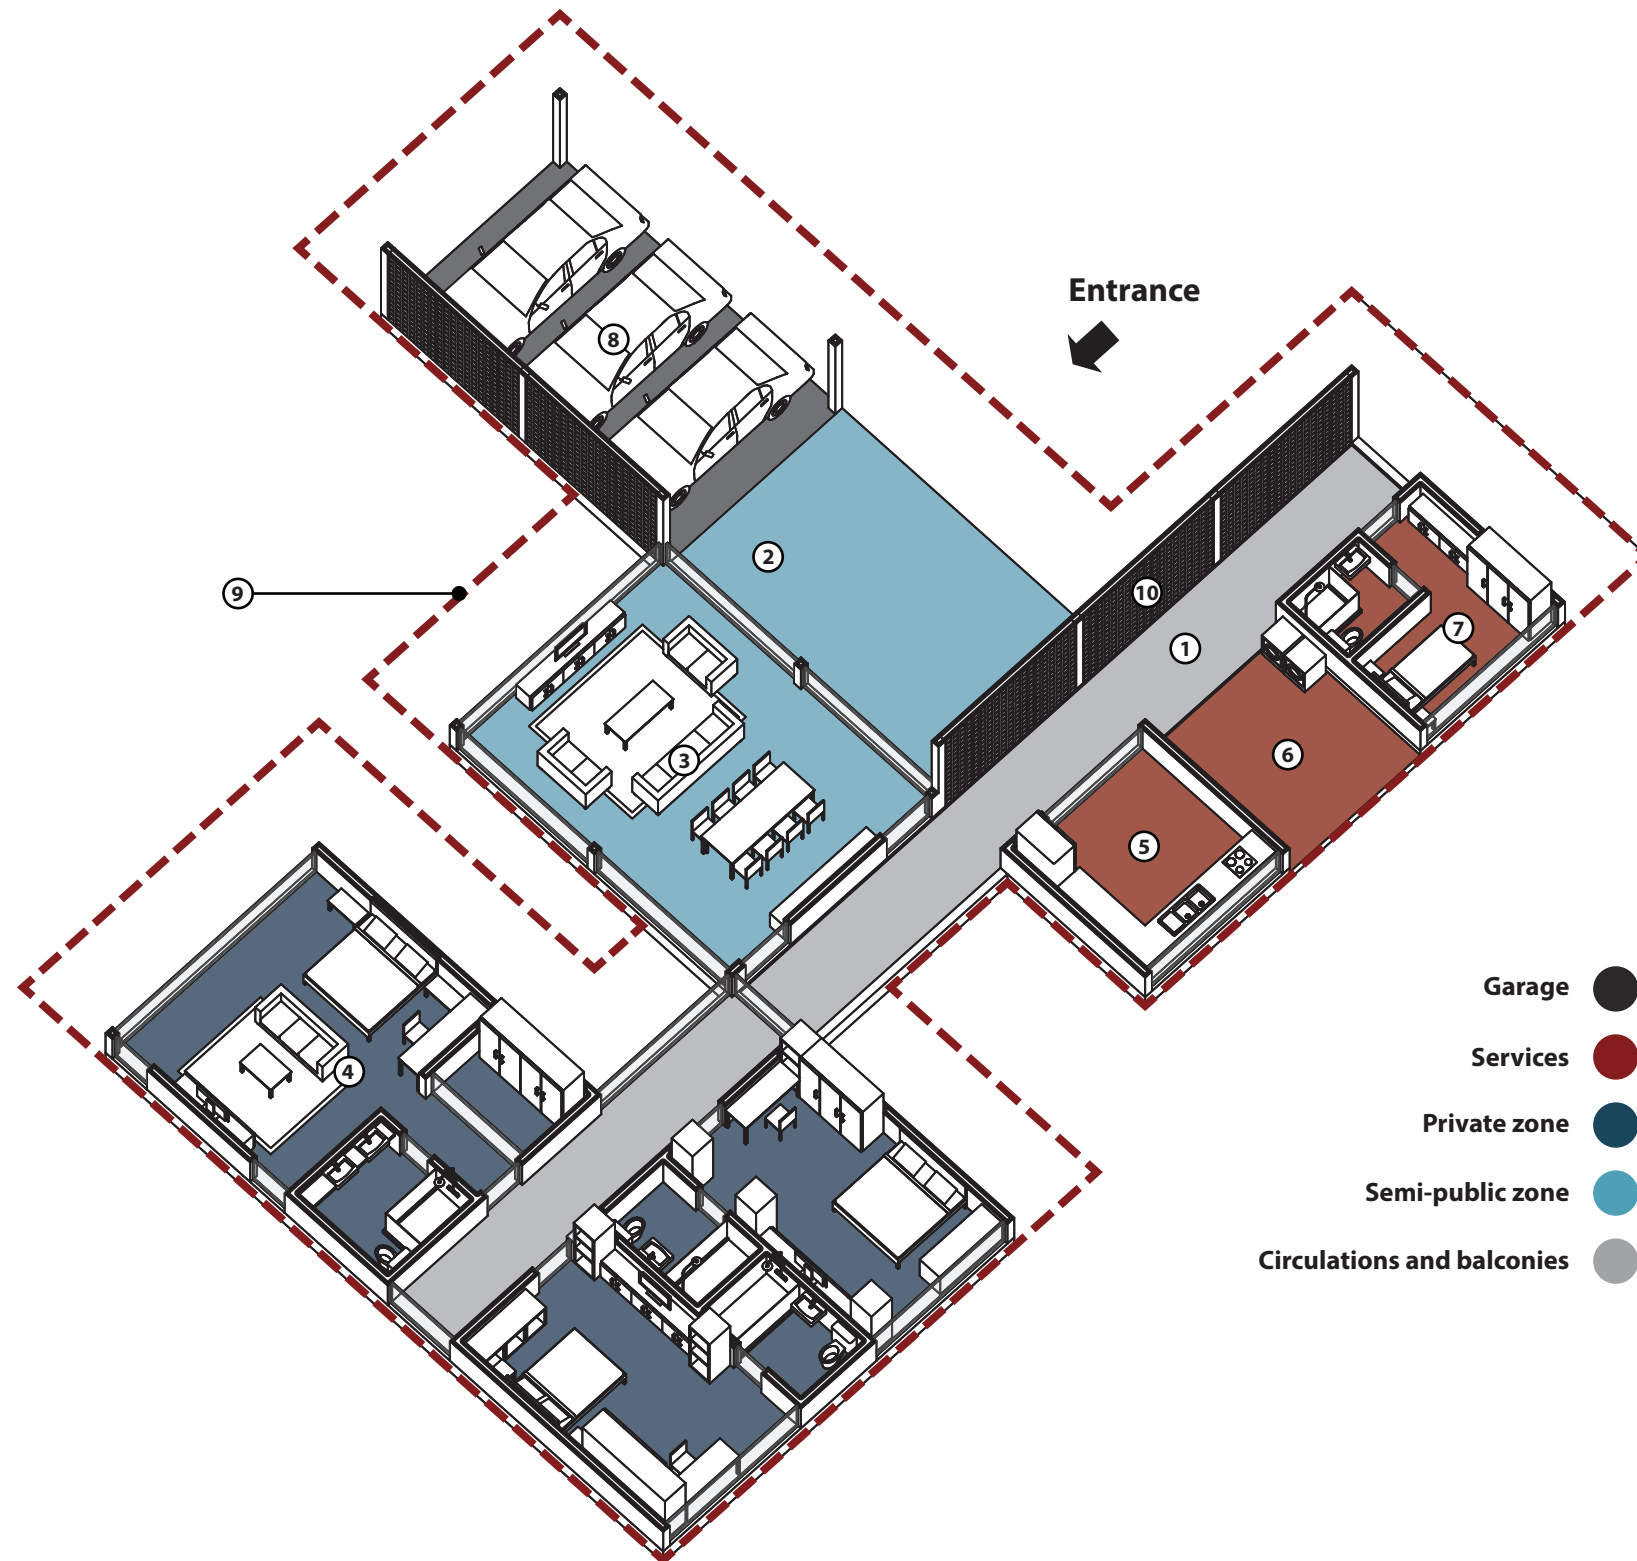 Entrance
8
2
10
9
1
7
3
6
5
4
Garage
Services
Private zone
Semi-public zone
Circulations and balconies